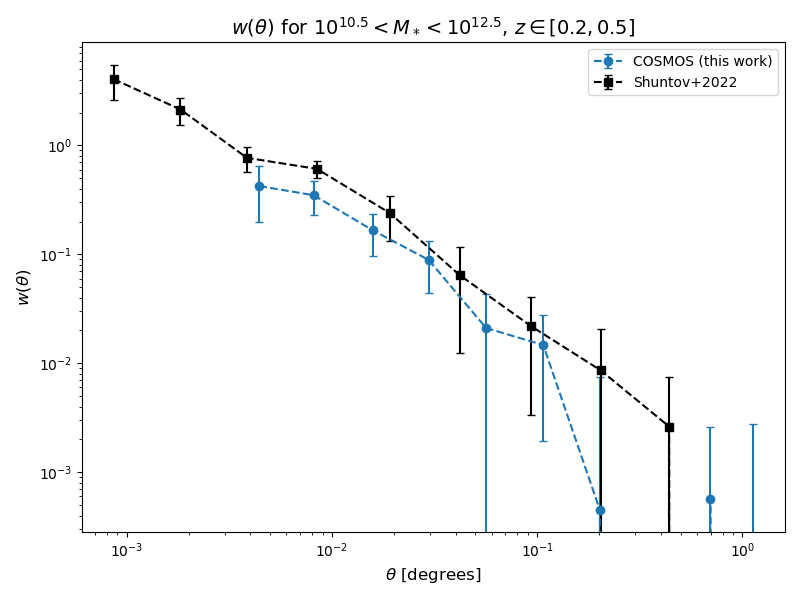 w(θ) for 10^10.5 < M_* < 10^12.5, z ∈ [0.2, 0.5]
COSMOS (this work)
Shuntov+2022
w(θ)
10^0
10^−1
10^−2
10^−3
10^−3
10^−2
10^−1
10^0
θ [degrees]